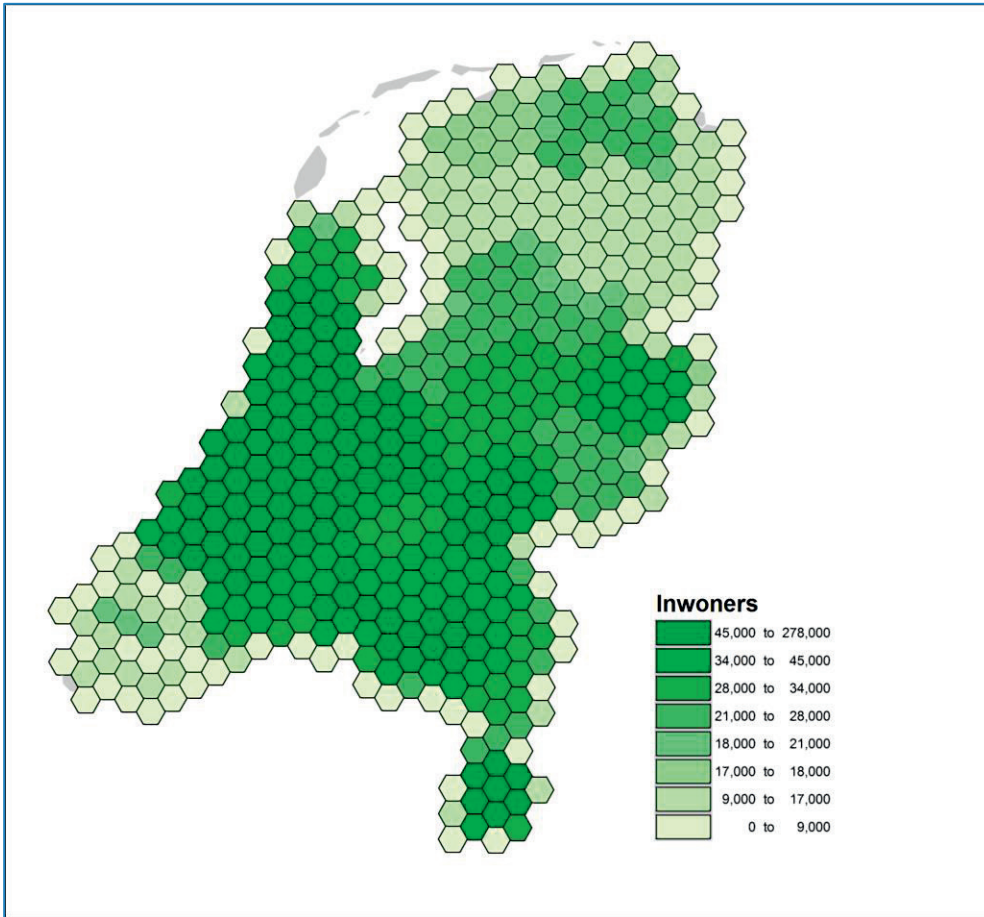 Inwoners
45,000 to 278,000
34,000 to 45,000
28,000 to 34,000
21,000 to 28,000
18,000 to 21,000
17,000 to 18,000
9,000 to 17,000
0 to 9,000